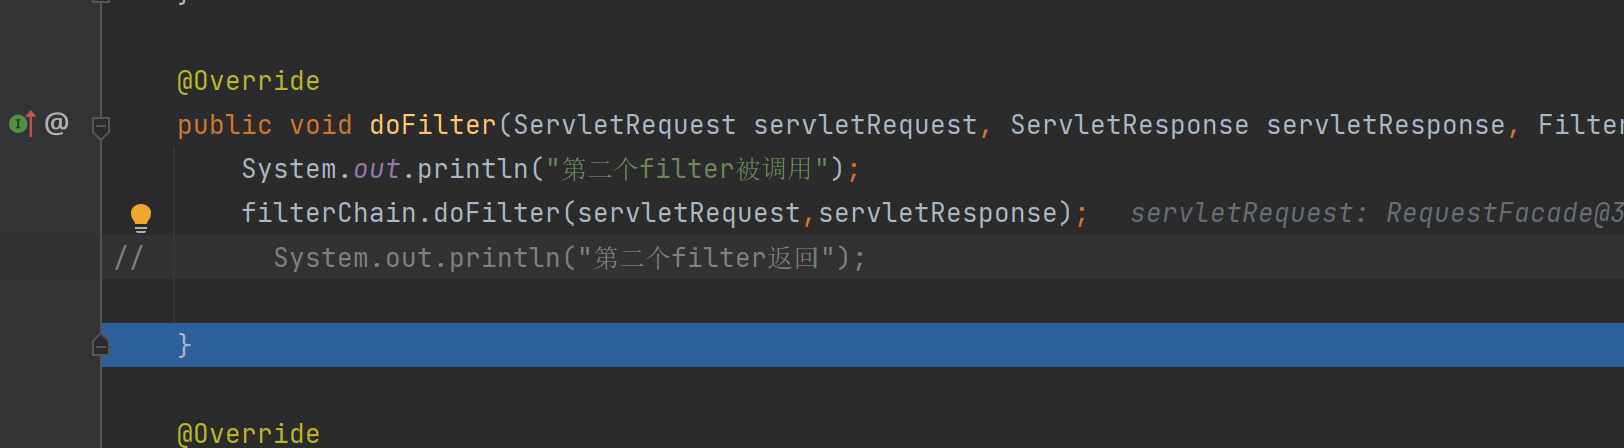 }
@Override
@ public void doFilter(ServletRequest servletRequest, ServletResponse servletResponse, Filter
System.out.println("第二个filter被调用");
filterChain.doFilter(servletRequest,servletResponse); servletRequest: RequestFacade@3
// System.out.println("第二个filter返回");
}
@Override